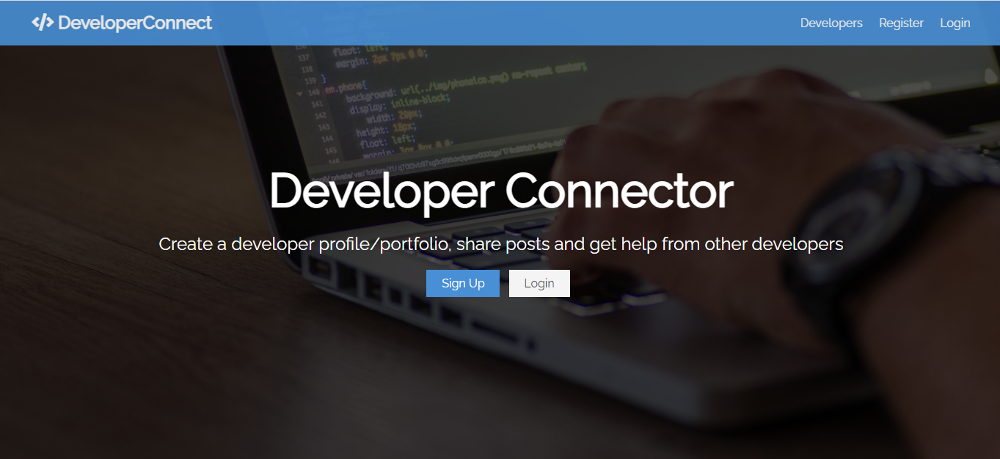 </> DeveloperConnect
Developers Register Login
137 float: left;
138 margin: 2px 7px 0 0;
139 }
140 em.phone{
141 background: url(../img/phoneico.png) no-repeat center;
142 display: inline-block;
143 width: 20px;
144 height: 18px;
145 float: left;
146
Developer Connector
Create a developer profile/portfolio, share posts and get help from other developers
Sign Up Login